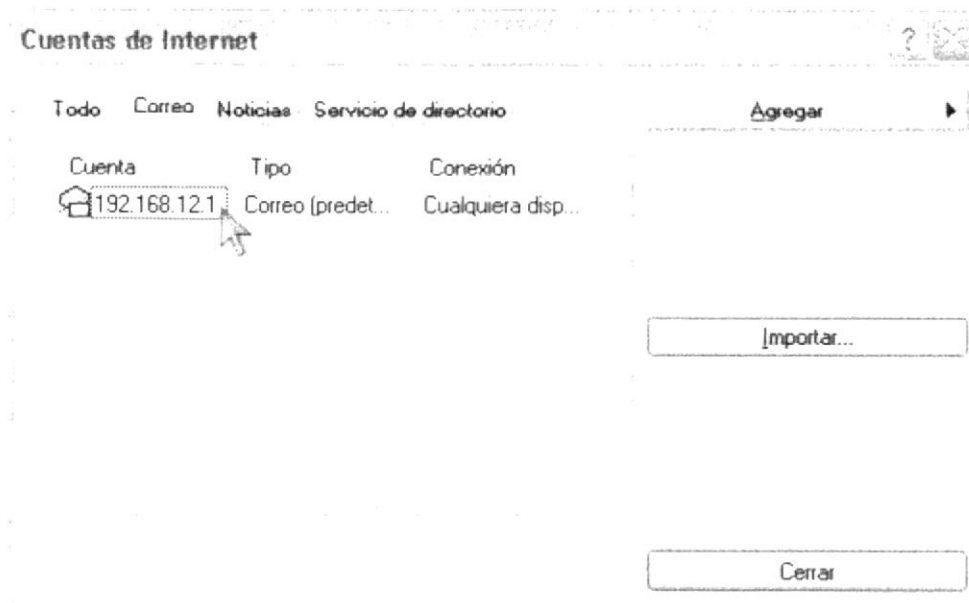 Cuentas de Internet
?
Todo Correo Noticias Servicio de directorio
Agregar
Cuenta Tipo Conexión
192.168.12.1 Correo (predet... Cualquiera disp...
Importar...
Cerrar